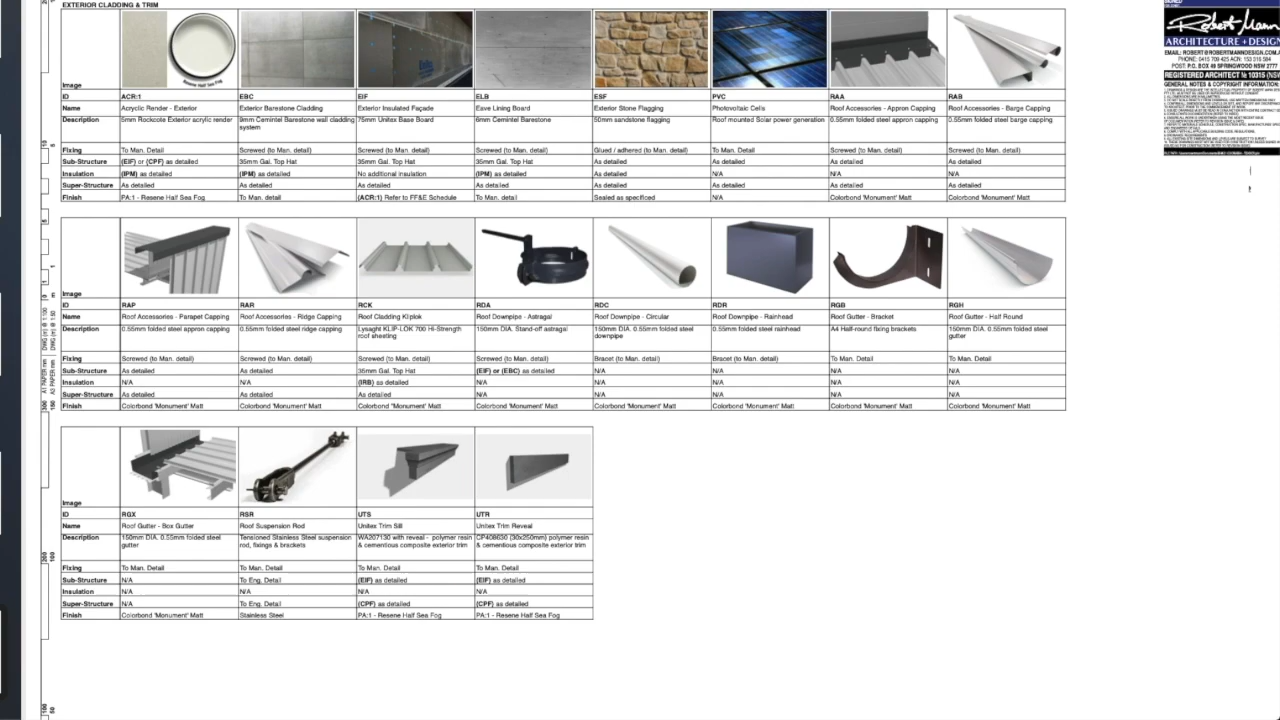 EXTERIOR CLADDING & TRIM
Image
Resene Half Sea Fog
ID ACR:1 EBC EIF ELB ESF PVC RAA RAB
Name Acrylic Render - Exterior Exterior Barestone Cladding Exterior Insulated Façade Eave Lining Board Exterior Stone Flagging Photovoltaic Cells Roof Accessories - Appron Capping Roof Accessories - Barge Capping
Description 5mm Rockcote Exterior acrylic render 9mm Cemintel Barestone wall cladding system 75mm Unitex Base Board 6mm Cemintel Barestone 50mm sandstone flagging Roof mounted Solar power generation 0.55mm folded steel appron capping 0.55mm folded steel barge capping
Fixing To Man. Detail Screwed (to Man. detail) Screwed (to Man. detail) Screwed (to Man. detail) Glued / adhered (to Man. detail) To Man. Detail Screwed (to Man. detail) Screwed (to Man. detail)
Sub-Structure (EIF) or (CPF) as detailed 35mm Gal. Top Hat 35mm Gal. Top Hat 35mm Gal. Top Hat As detailed As detailed As detailed As detailed
Insulation (IPM) as detailed (IPM) as detailed No additional insulation (IPM) as detailed As detailed N/A N/A N/A
Super-Structure As detailed As detailed As detailed As detailed As detailed As detailed As detailed As detailed
Finish PA:1 - Resene Half Sea Fog To Man. detail (ACR:1) Refer to FF&E Schedule To Man. detail Sealed as specificed N/A Colorbond 'Monument' Matt Colorbond 'Monument' Matt
Image
ID RAP RAR RCK RDA RDC RDR RGB RGH
Name Roof Accessories - Parapet Capping Roof Accessories - Ridge Capping Roof Cladding Kliplok Roof Downpipe - Astragal Roof Downpipe - Circular Roof Downpipe - Rainhead Roof Gutter - Bracket Roof Gutter - Half Round
Description 0.55mm folded steel appron capping 0.55mm folded steel ridge capping Lysaght KLIP-LOK 700 Hi-Strength roof sheeting 150mm DIA. Stand-off astragal 150mm DIA. 0.55mm folded steel downpipe 0.55mm folded steel rainhead A4 Half-round fixing brackets 150mm DIA. 0.55mm folded steel gutter
Fixing Screwed (to Man. detail) Screwed (to Man. detail) Screwed (to Man. detail) Screwed (to Man. detail) Bracet (to Man. detail) Bracet (to Man. detail) To Man. Detail To Man. Detail
Sub-Structure As detailed As detailed 35mm Gal. Top Hat (EIF) or (EBC) as detailed N/A N/A N/A N/A
Insulation N/A N/A (IRB) as detailed N/A N/A N/A N/A N/A
Super-Structure As detailed As detailed As detailed N/A N/A N/A N/A N/A
Finish Colorbond 'Monument' Matt Colorbond 'Monument' Matt Colorbond 'Monument' Matt Colorbond 'Monument' Matt Colorbond 'Monument' Matt Colorbond 'Monument' Matt Colorbond 'Monument' Matt Colorbond 'Monument' Matt
Image
ID RGX RSR UTS UTR
Name Roof Gutter - Box Gutter Roof Suspension Rod Unitex Trim Sill Unitex Trim Reveal
Description 150mm DIA. 0.55mm folded steel gutter Tensioned Stainless Steel suspension rod, fixings & brackets WA207130 with reveal - polymer resin & cementious composite exterior trim CP408630 (30x250mm) polymer resin & cementious composite exterior trim
Fixing To Man. Detail To Man. Detail To Man. Detail To Man. Detail
Sub-Structure N/A To Eng. Detail (EIF) as detailed (EIF) as detailed
Insulation N/A N/A N/A N/A
Super-Structure N/A To Eng. Detail (CPF) as detailed (CPF) as detailed
Finish Colorbond 'Monument' Matt Stainless Steel PA:1 - Resene Half Sea Fog PA:1 - Resene Half Sea Fog
Robert Mann
ARCHITECTURE + DESIGN
EMAIL: ROBERT@ROBERTMANNDESIGN.COM.A
PHONE: 0415 709 425 ACN: 153 310 584
POST: P.O. BOX 49 SPRINGWOOD NSW 2777
REGISTERED ARCHITECT № 10315 (NSW
GENERAL NOTES & COPYRIGHT INFORMATION: